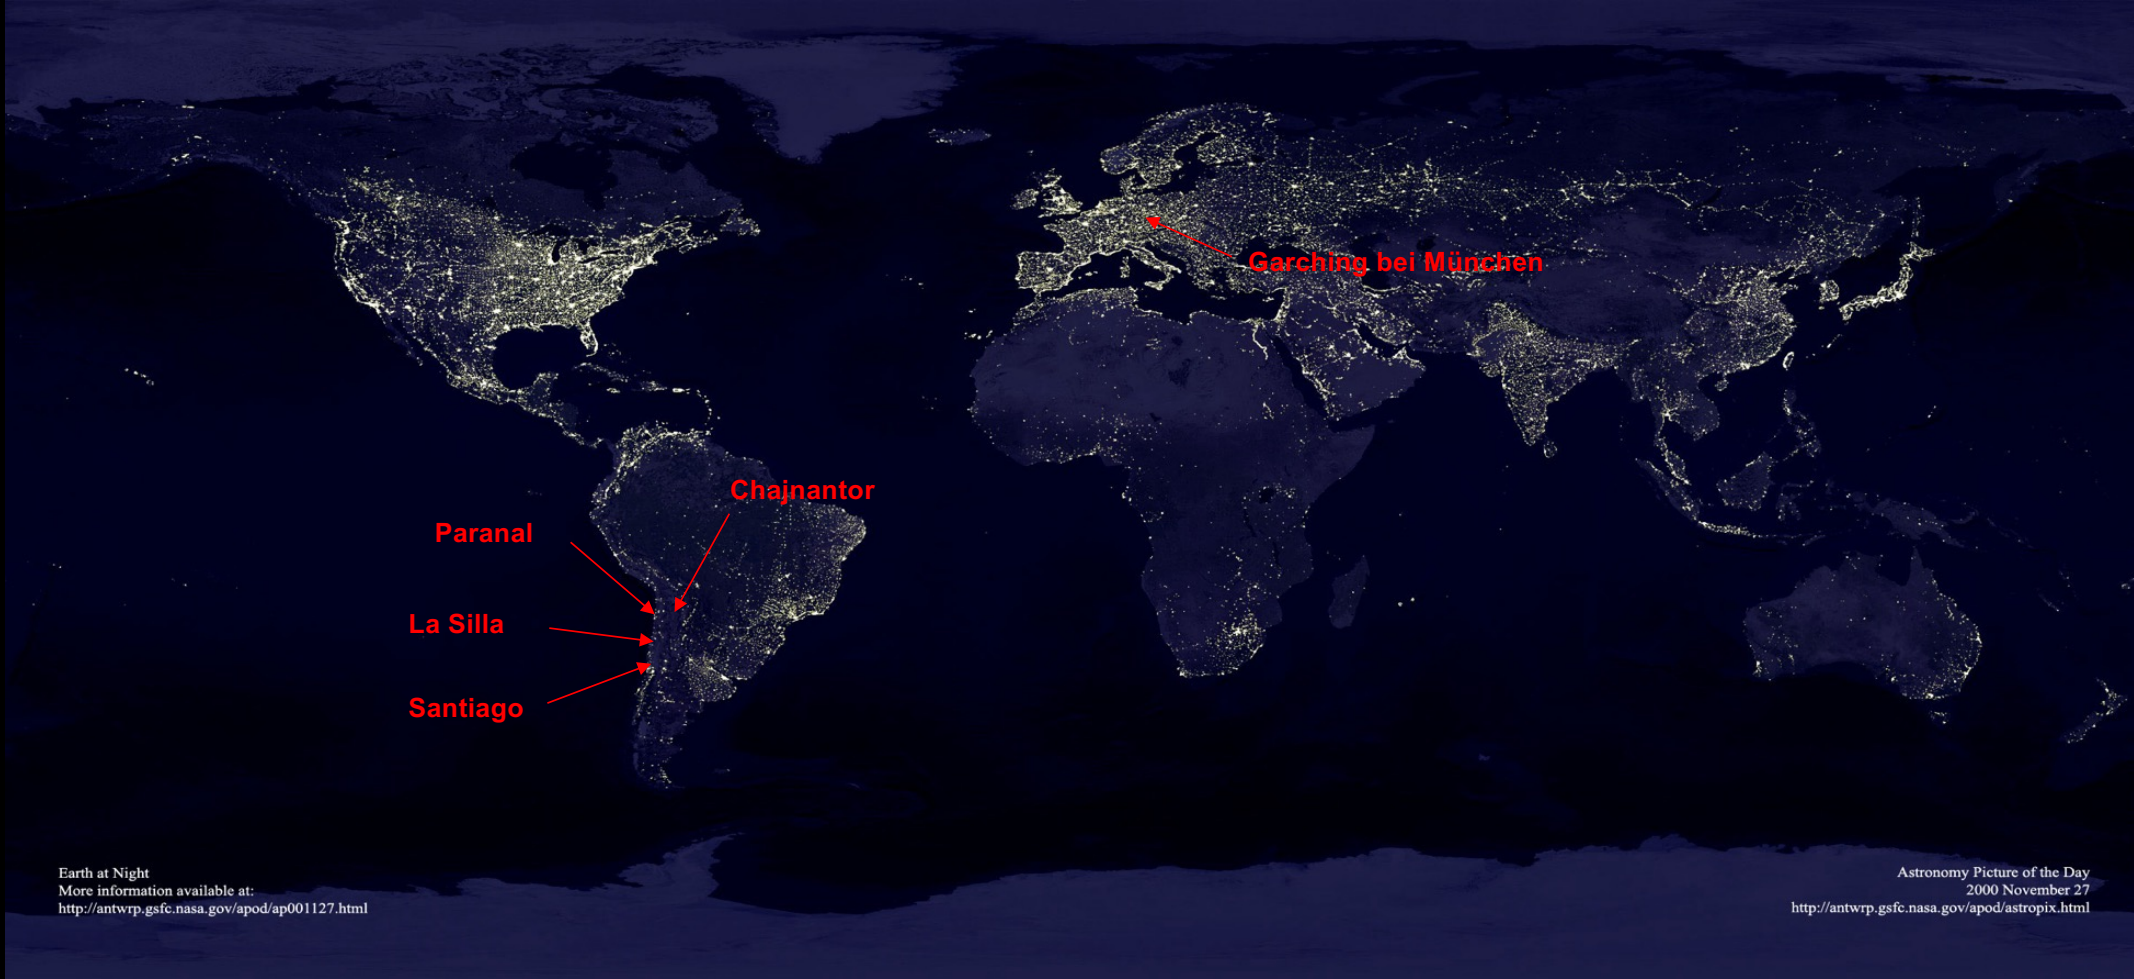 Garching bei München
Chajnantor
Paranal
La Silla
Santiago
Earth at Night
More information available at:
http://antwrp.gsfc.nasa.gov/apod/ap001127.html
Astronomy Picture of the Day
2000 November 27
http://antwrp.gsfc.nasa.gov/apod/astropix.html